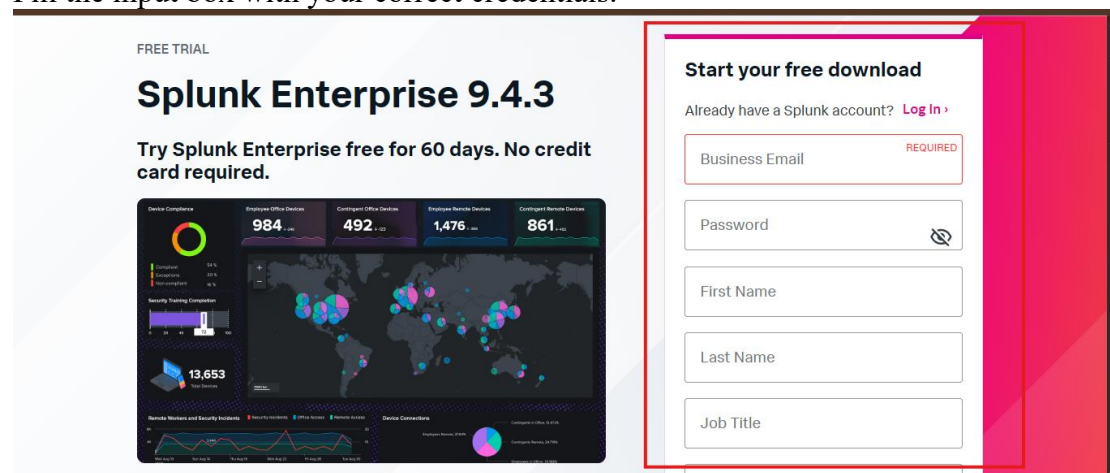 Fill the input box with your correct credentials.
FREE TRIAL
Splunk Enterprise 9.4.3
Try Splunk Enterprise free for 60 days. No credit
card required.
Device Compliance
Compliant
Exceptions
Non-compliant
Security Training Completion
Employee Office Devices
984
Contingent Office Devices
492
Employee Remote Devices
1,476
Contingent Remote Devices
861
13,653
Total Devices
Remote Workers and Security Incidents
Security Incidents
Office Access
Remote Access
Device Connections
Start your free download
Already have a Splunk account? Log In ›
Business Email
REQUIRED
Password
First Name
Last Name
Job Title